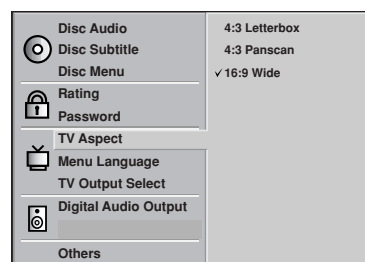 Disc Audio
Disc Subtitle
Disc Menu
Rating
Password
TV Aspect
Menu Language
TV Output Select
Digital Audio Output
Others
4:3 Letterbox
4:3 Panscan
✓ 16:9 Wide